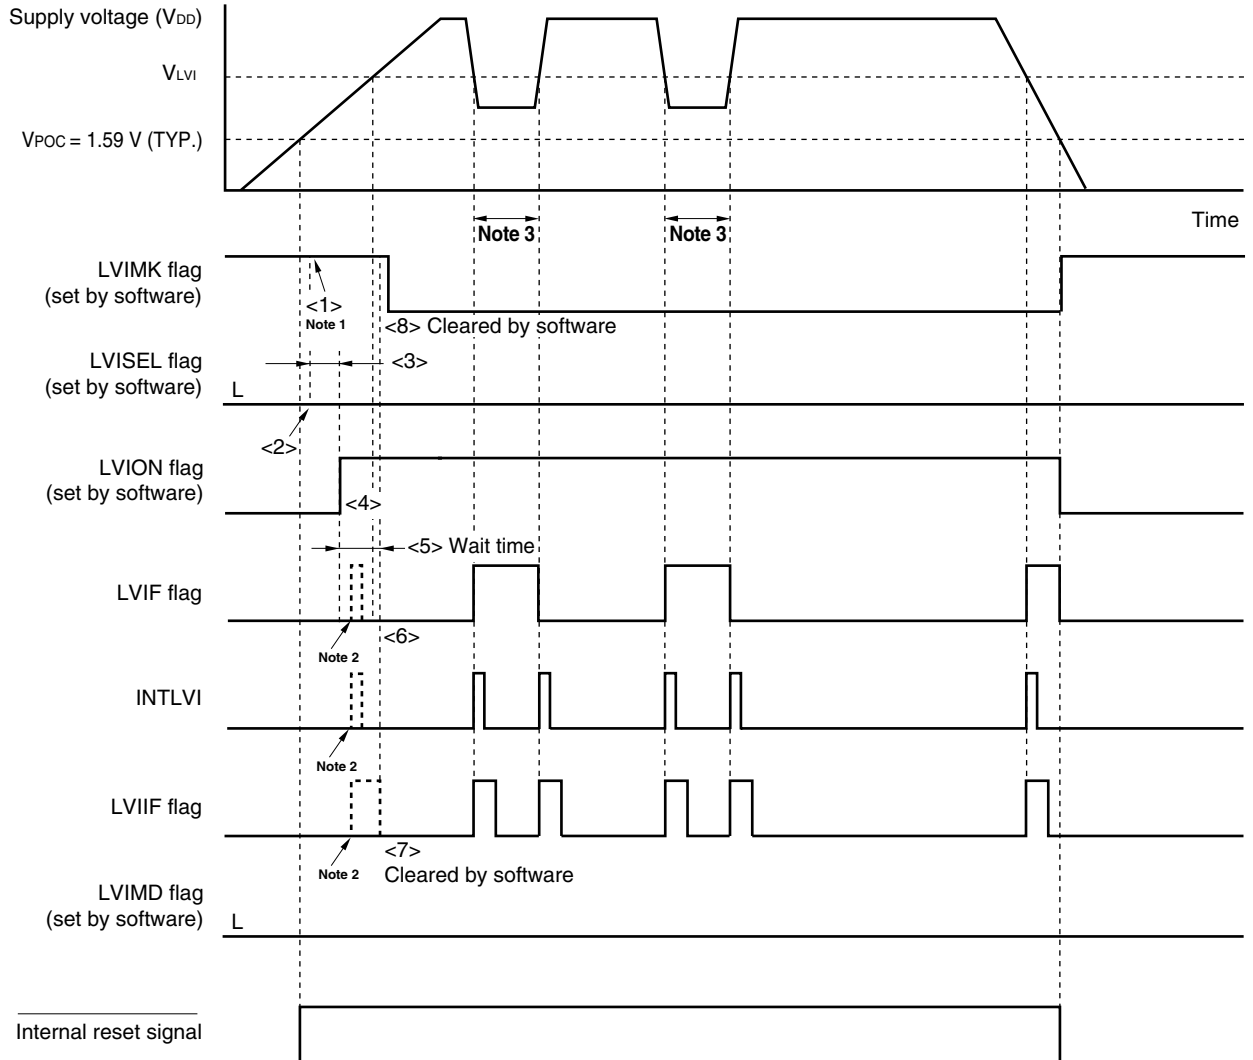 Supply voltage (VDD)
VLVI
VPOC = 1.59 V (TYP.)
Time
Note 3
Note 3
LVIMK flag
(set by software)
<1>
Note 1
<8> Cleared by software
LVISEL flag
(set by software)
L
<3>
<2>
LVION flag
(set by software)
<4>
<5> Wait time
LVIF flag
Note 2
<6>
INTLVI
Note 2
LVIIF flag
Note 2
<7>
Cleared by software
LVIMD flag
(set by software)
L
Internal reset signal